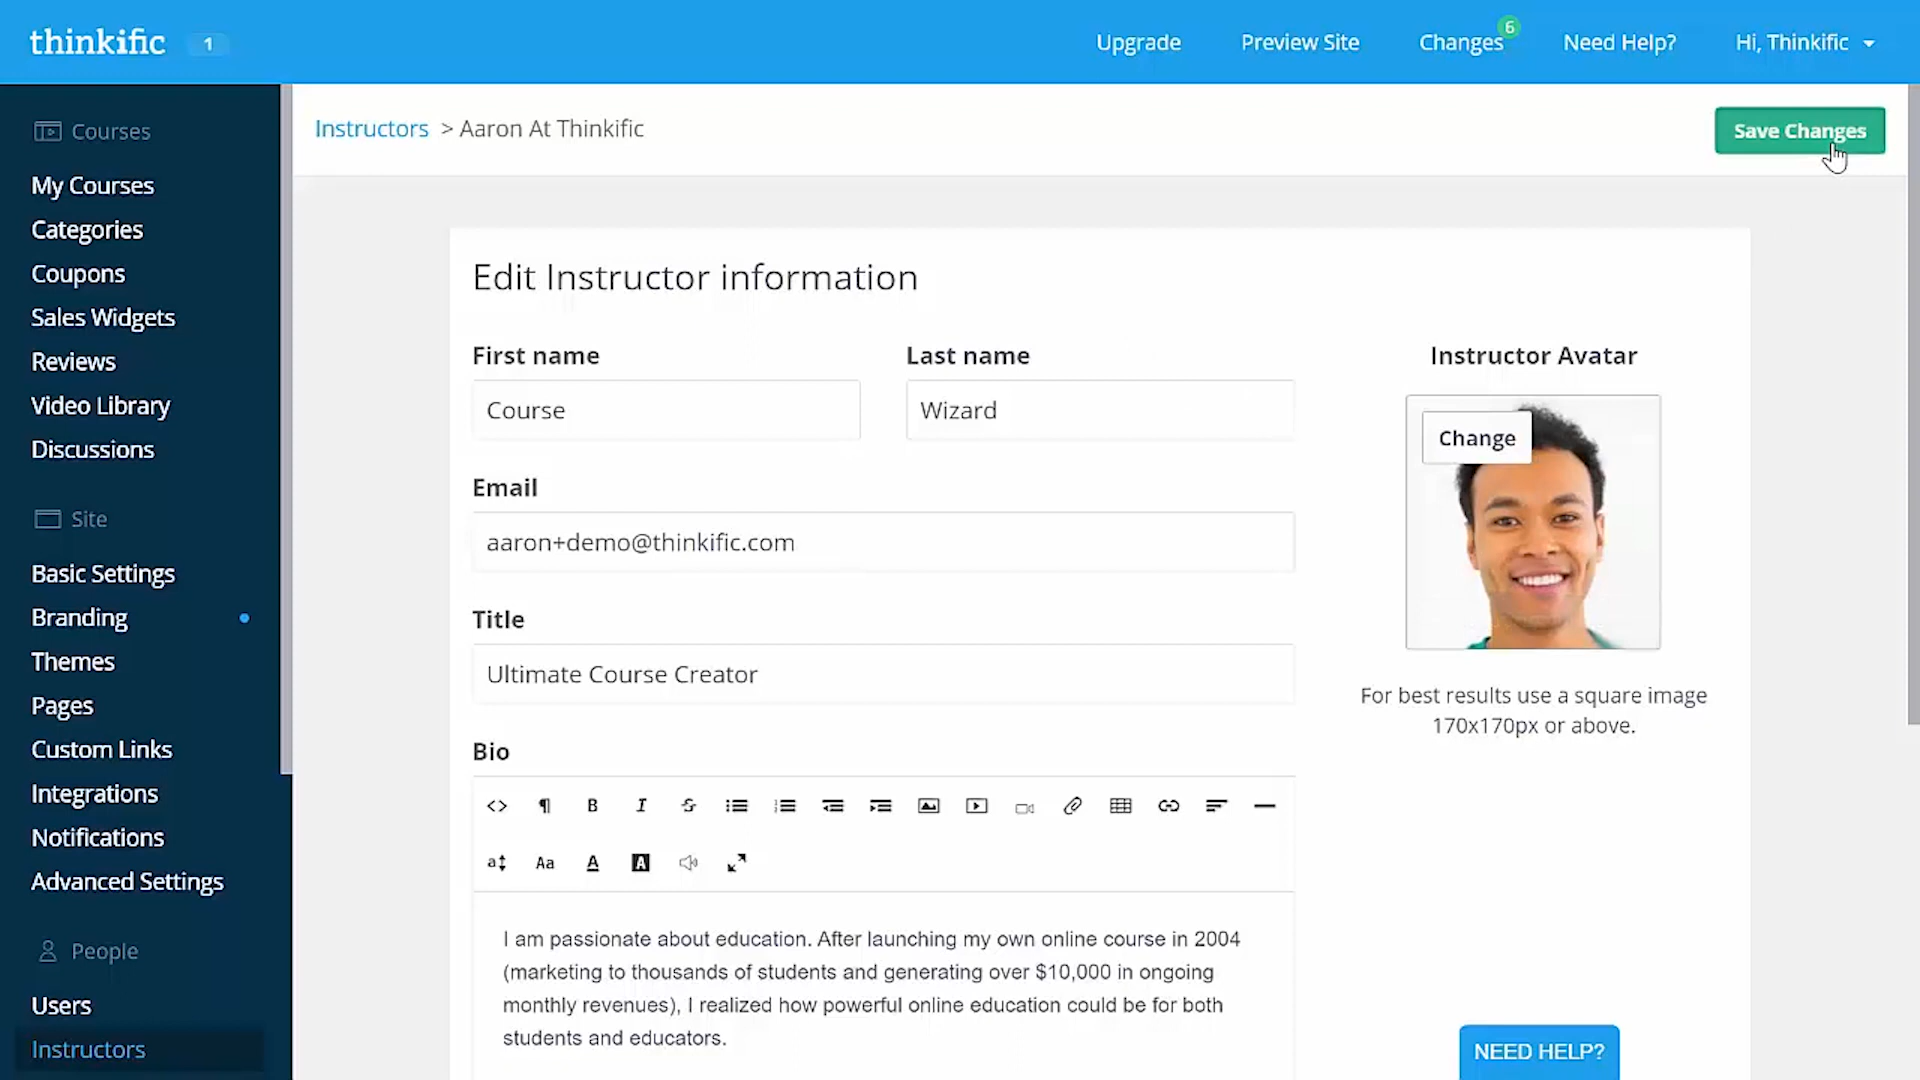 thinkific 1
Upgrade
Preview Site
Changes 6
Need Help?
Hi, Thinkific
Courses
My Courses
Categories
Coupons
Sales Widgets
Reviews
Video Library
Discussions
Site
Basic Settings
Branding
Themes
Pages
Custom Links
Integrations
Notifications
Advanced Settings
People
Users
Instructors
Instructors > Aaron At Thinkific
Save Changes
Edit Instructor information
First name
Course
Last name
Wizard
Email
aaron+demo@thinkific.com
Title
Ultimate Course Creator
Bio
I am passionate about education. After launching my own online course in 2004
(marketing to thousands of students and generating over $10,000 in ongoing
monthly revenues), I realized how powerful online education could be for both
students and educators.
Instructor Avatar
Change
For best results use a square image
170x170px or above.
NEED HELP?